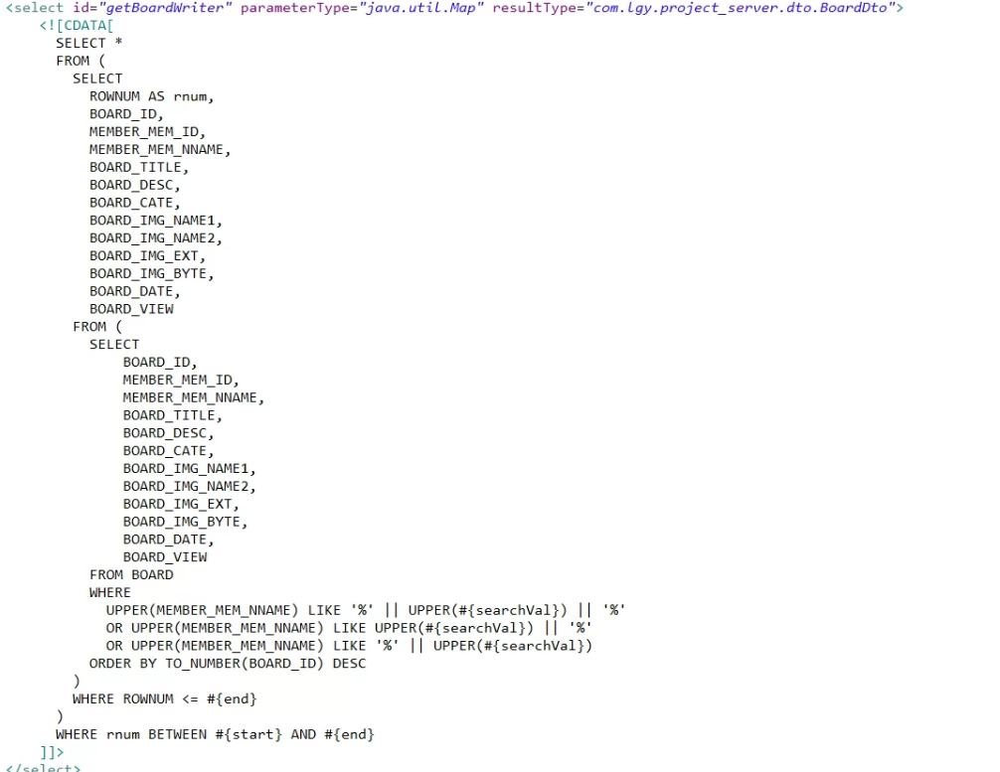 <select id="getBoardWriter" parameterType="java.util.Map" resultType="com.lgy.project_server.dto.BoardDto">
<![CDATA[
SELECT *
FROM (
SELECT
ROWNUM AS rnum,
BOARD_ID,
MEMBER_MEM_ID,
MEMBER_MEM_NNAME,
BOARD_TITLE,
BOARD_DESC,
BOARD_CATE,
BOARD_IMG_NAME1,
BOARD_IMG_NAME2,
BOARD_IMG_EXT,
BOARD_IMG_BYTE,
BOARD_DATE,
BOARD_VIEW
FROM (
SELECT
BOARD_ID,
MEMBER_MEM_ID,
MEMBER_MEM_NNAME,
BOARD_TITLE,
BOARD_DESC,
BOARD_CATE,
BOARD_IMG_NAME1,
BOARD_IMG_NAME2,
BOARD_IMG_EXT,
BOARD_IMG_BYTE,
BOARD_DATE,
BOARD_VIEW
FROM BOARD
WHERE
UPPER(MEMBER_MEM_NNAME) LIKE '%' || UPPER(#{searchVal}) || '%'
OR UPPER(MEMBER_MEM_NNAME) LIKE UPPER(#{searchVal}) || '%'
OR UPPER(MEMBER_MEM_NNAME) LIKE '%' || UPPER(#{searchVal})
ORDER BY TO_NUMBER(BOARD_ID) DESC
)
WHERE ROWNUM <= #{end}
)
WHERE rnum BETWEEN #{start} AND #{end}
]]>
</select>